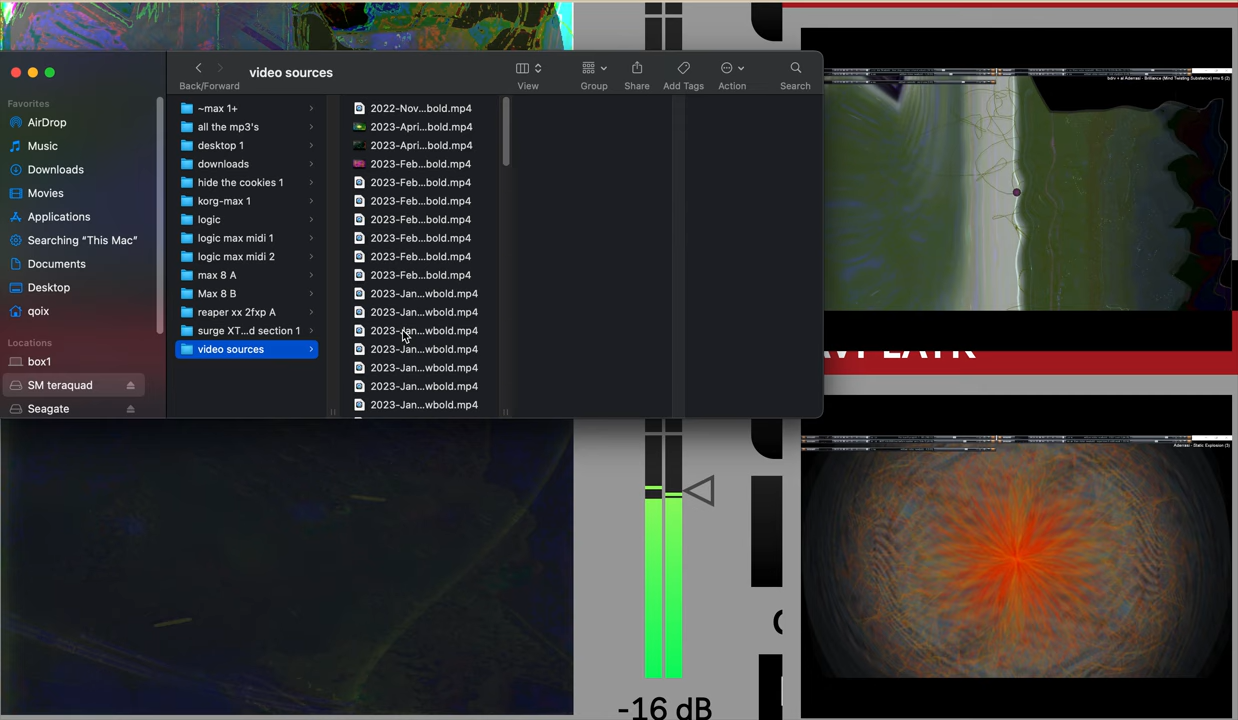 video sources
Back/Forward
View
Group
Share
Add Tags
Action
Search
Favorites
AirDrop
Music
Downloads
Movies
Applications
Searching “This Mac”
Documents
Desktop
qoix
Locations
box1
SM teraquad
Seagate
~max 1+
all the mp3's
desktop 1
downloads
hide the cookies 1
korg-max 1
logic
logic max midi 1
logic max midi 2
max 8 A
Max 8 B
reaper xx 2fxp A
surge XT...d section 1
video sources
2022-Nov...bold.mp4
2023-Apri...bold.mp4
2023-Apri...bold.mp4
2023-Feb...bold.mp4
2023-Feb...bold.mp4
2023-Feb...bold.mp4
2023-Feb...bold.mp4
2023-Feb...bold.mp4
2023-Feb...bold.mp4
2023-Feb...bold.mp4
2023-Jan...wbold.mp4
2023-Jan...wbold.mp4
2023-Jan...wbold.mp4
2023-Jan...wbold.mp4
2023-Jan...wbold.mp4
2023-Jan...wbold.mp4
2023-Jan...wbold.mp4
-16 dB